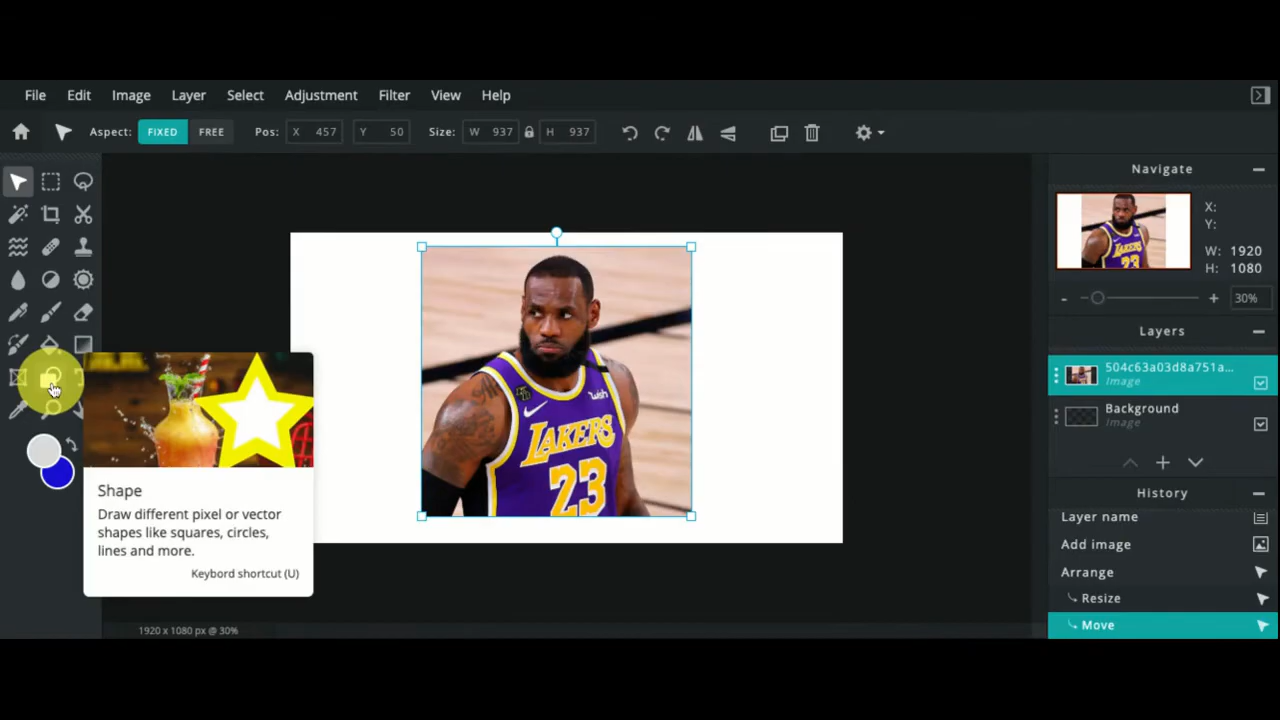 File Edit Image Layer Select Adjustment Filter View Help
Aspect: FIXED FREE Pos: X 457 Y 50 Size: W 937 H 937
Navigate
X:
Y:
W: 1920
H: 1080
- + 30%
Layers
504c63a03d8a751a...
Image
Background
Image
History
Layer name
Add image
Arrange
Resize
Move
wish
LAKERS
23
Shape
Draw different pixel or vector
shapes like squares, circles,
lines and more.
Keybord shortcut (U)
1920 x 1080 px @ 30%